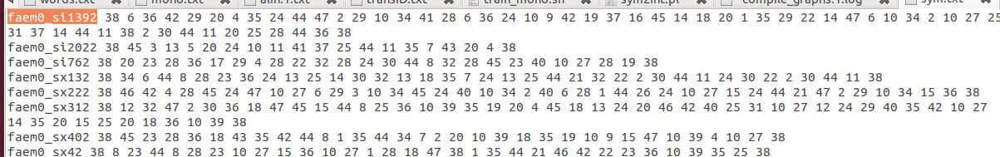 words.txt mono.txt ali1.txt transID.txt train_mono.sh sym2int.pl compile_graphs.1.log sym.txt
faem0_si1392 38 6 36 42 29 20 4 35 24 44 47 2 29 10 34 41 28 6 36 24 10 9 42 19 37 16 45 14 18 20 1 35 29 22 14 47 6 10 34 2 10 27 25
31 37 14 44 11 38 2 30 44 11 20 25 28 44 36 38
faem0_si2022 38 45 3 13 5 20 24 10 11 41 37 25 44 11 35 7 43 20 4 38
faem0_si762 38 20 23 28 36 17 29 4 28 22 32 28 24 30 44 8 32 28 45 23 40 10 27 28 19 38
faem0_sx132 38 34 6 44 8 28 23 36 24 13 25 14 30 32 13 18 35 7 24 13 25 44 21 32 22 2 30 44 11 24 30 22 2 30 44 11 38
faem0_sx222 38 46 42 4 28 45 24 47 10 27 6 29 3 10 34 45 24 40 10 34 2 40 6 28 1 44 26 24 10 27 15 24 44 21 47 2 29 10 34 15 36 38
faem0_sx312 38 12 32 47 2 30 36 18 47 45 15 44 8 25 36 10 39 35 19 20 4 45 18 13 24 20 46 42 40 25 31 10 27 12 24 29 40 35 42 10 27
14 35 20 15 25 20 18 36 10 39 38
faem0_sx402 38 45 23 28 36 18 43 35 42 44 8 1 35 44 34 7 2 20 10 39 18 35 19 10 9 15 47 10 39 4 10 27 38
faem0_sx42 38 8 23 44 8 28 23 10 27 15 36 10 27 1 28 18 47 38 1 35 44 21 46 42 22 23 36 10 39 35 25 38